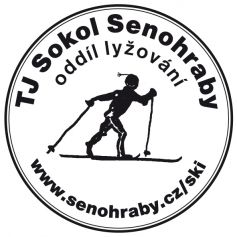 TJ Sokol Senohraby
oddíl lyžování
www.senohraby.cz/ski